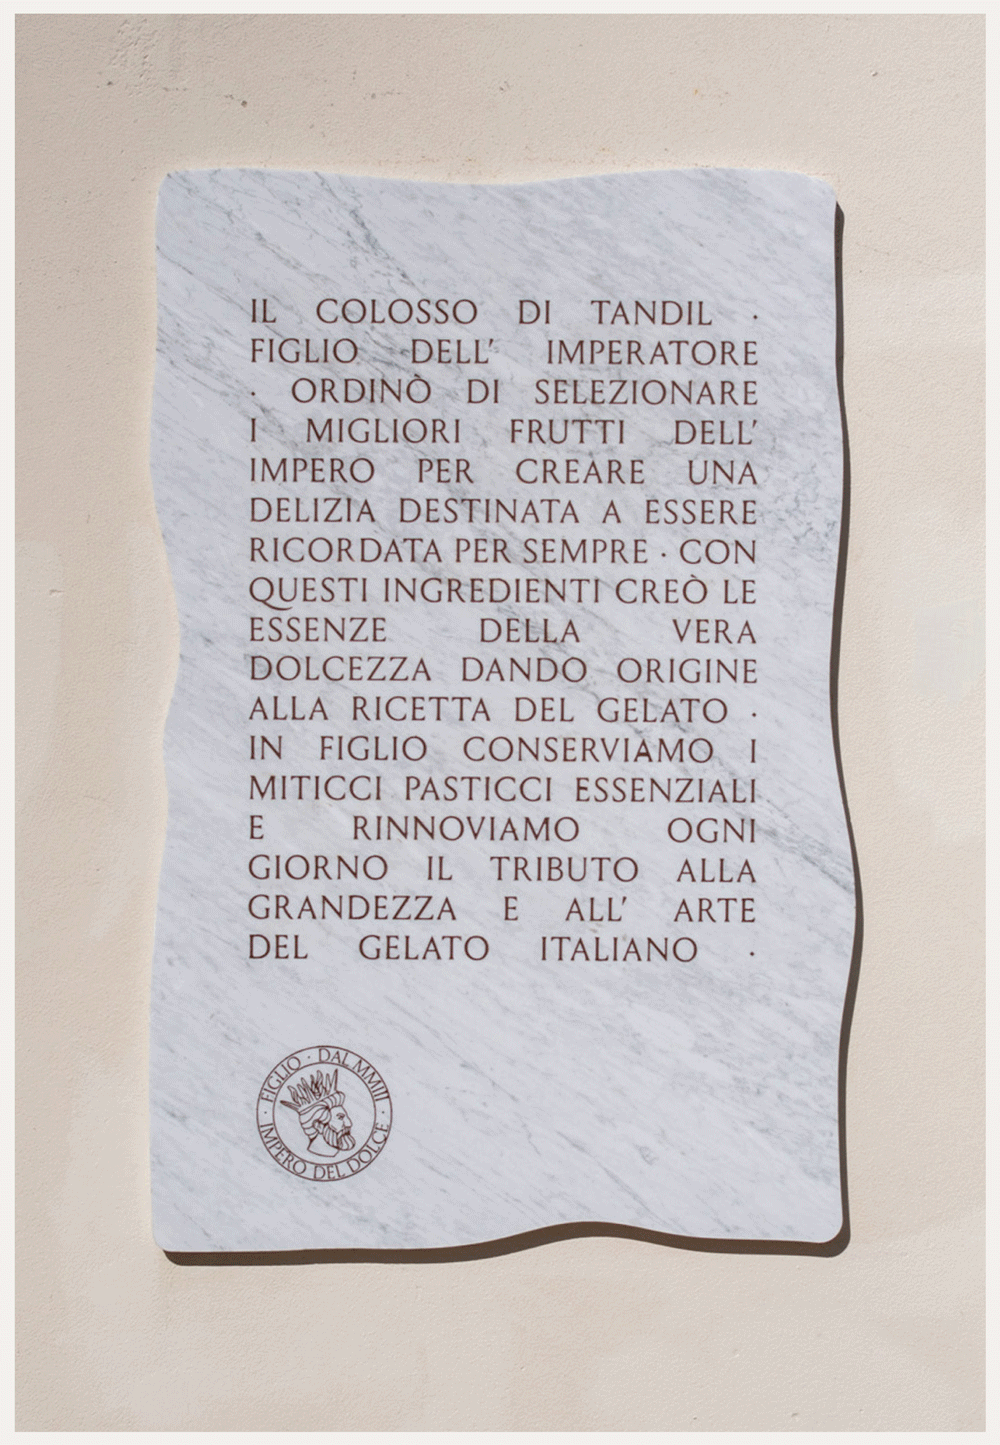 IL COLOSSO DI TANDIL ·
FIGLIO DELL' IMPERATORE
· ORDINÒ DI SELEZIONARE
I MIGLIORI FRUTTI DELL'
IMPERO PER CREARE UNA
DELIZIA DESTINATA A ESSERE
RICORDATA PER SEMPRE · CON
QUESTI INGREDIENTI CREÒ LE
ESSENZE DELLA VERA
DOLCEZZA DANDO ORIGINE
ALLA RICETTA DEL GELATO ·
IN FIGLIO CONSERVIAMO I
MITICCI PASTICCI ESSENZIALI
E RINNOVIAMO OGNI
GIORNO IL TRIBUTO ALLA
GRANDEZZA E ALL' ARTE
DEL GELATO ITALIANO ·
· FIGLIO · DAL MMIII ·
IMPERO DEL DOLCE